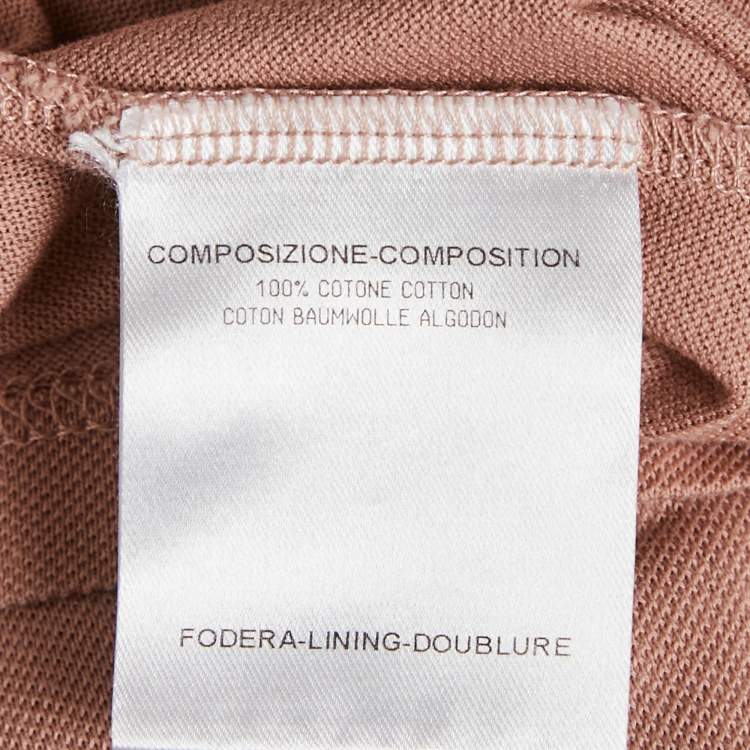 COMPOSIZIONE-COMPOSITION
100% COTONE COTTON
COTON BAUMWOLLE ALGODON
FODERA-LINING-DOUBLURE